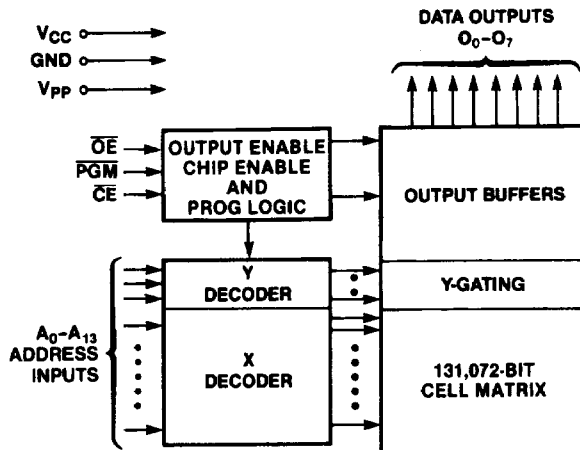 DATA OUTPUTS
O0–O7
VCC
GND
VPP
OE
PGM
CE
OUTPUT ENABLE
CHIP ENABLE
AND
PROG LOGIC
OUTPUT BUFFERS
Y
DECODER
Y-GATING
A0–A13
ADDRESS
INPUTS
X
DECODER
131,072-BIT
CELL MATRIX